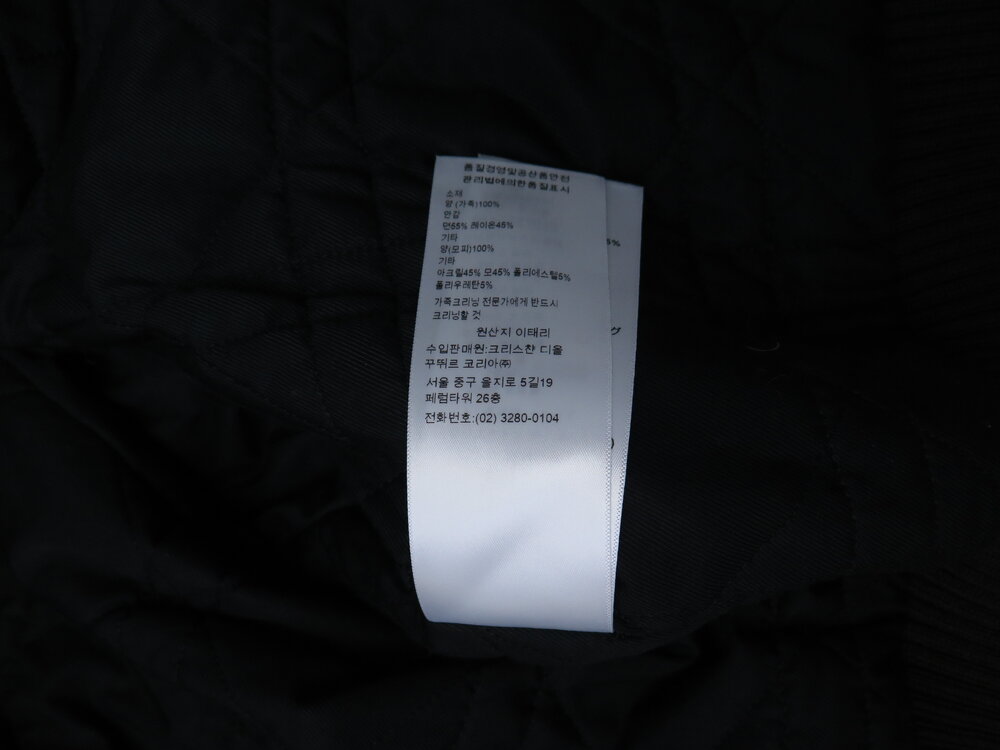 품질경영및공산품안전
관리법에의한품질표시
소재
양 (가죽)100%
안감
면55% 레이온45%
기타
양(모피)100%
기타
아크릴45% 모45% 폴리에스텔5%
폴리우레탄5%
가죽크리닝 전문가에게 반드시
크리닝할 것
원산지 이태리
수입판매원:크리스챤 디올
꾸뛰르 코리아㈜
서울 중구 을지로 5길19
페럼타워 26층
전화번호:(02) 3280-0104
5%